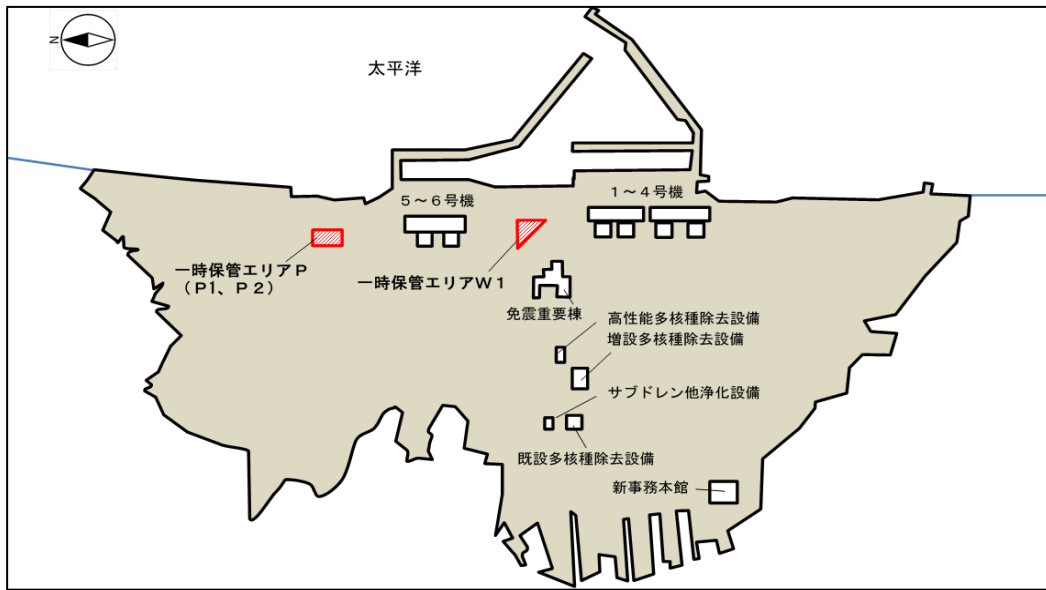 N
太平洋
５～６号機
１～４号機
一時保管エリアＰ
（Ｐ1、Ｐ２）
一時保管エリアＷ１
免震重要棟
高性能多核種除去設備
増設多核種除去設備
サブドレン他浄化設備
既設多核種除去設備
新事務本館